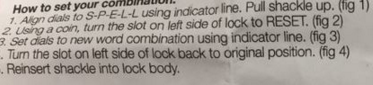 How to set your combination:
1. Align dials to S-P-E-L-L using indicator line. Pull shackle up. (fig 1)
2. Using a coin, turn the slot on left side of lock to RESET. (fig 2)
3. Set dials to new word combination using indicator line. (fig 3)
. Turn the slot on left side of lock back to original position. (fig 4)
. Reinsert shackle into lock body.